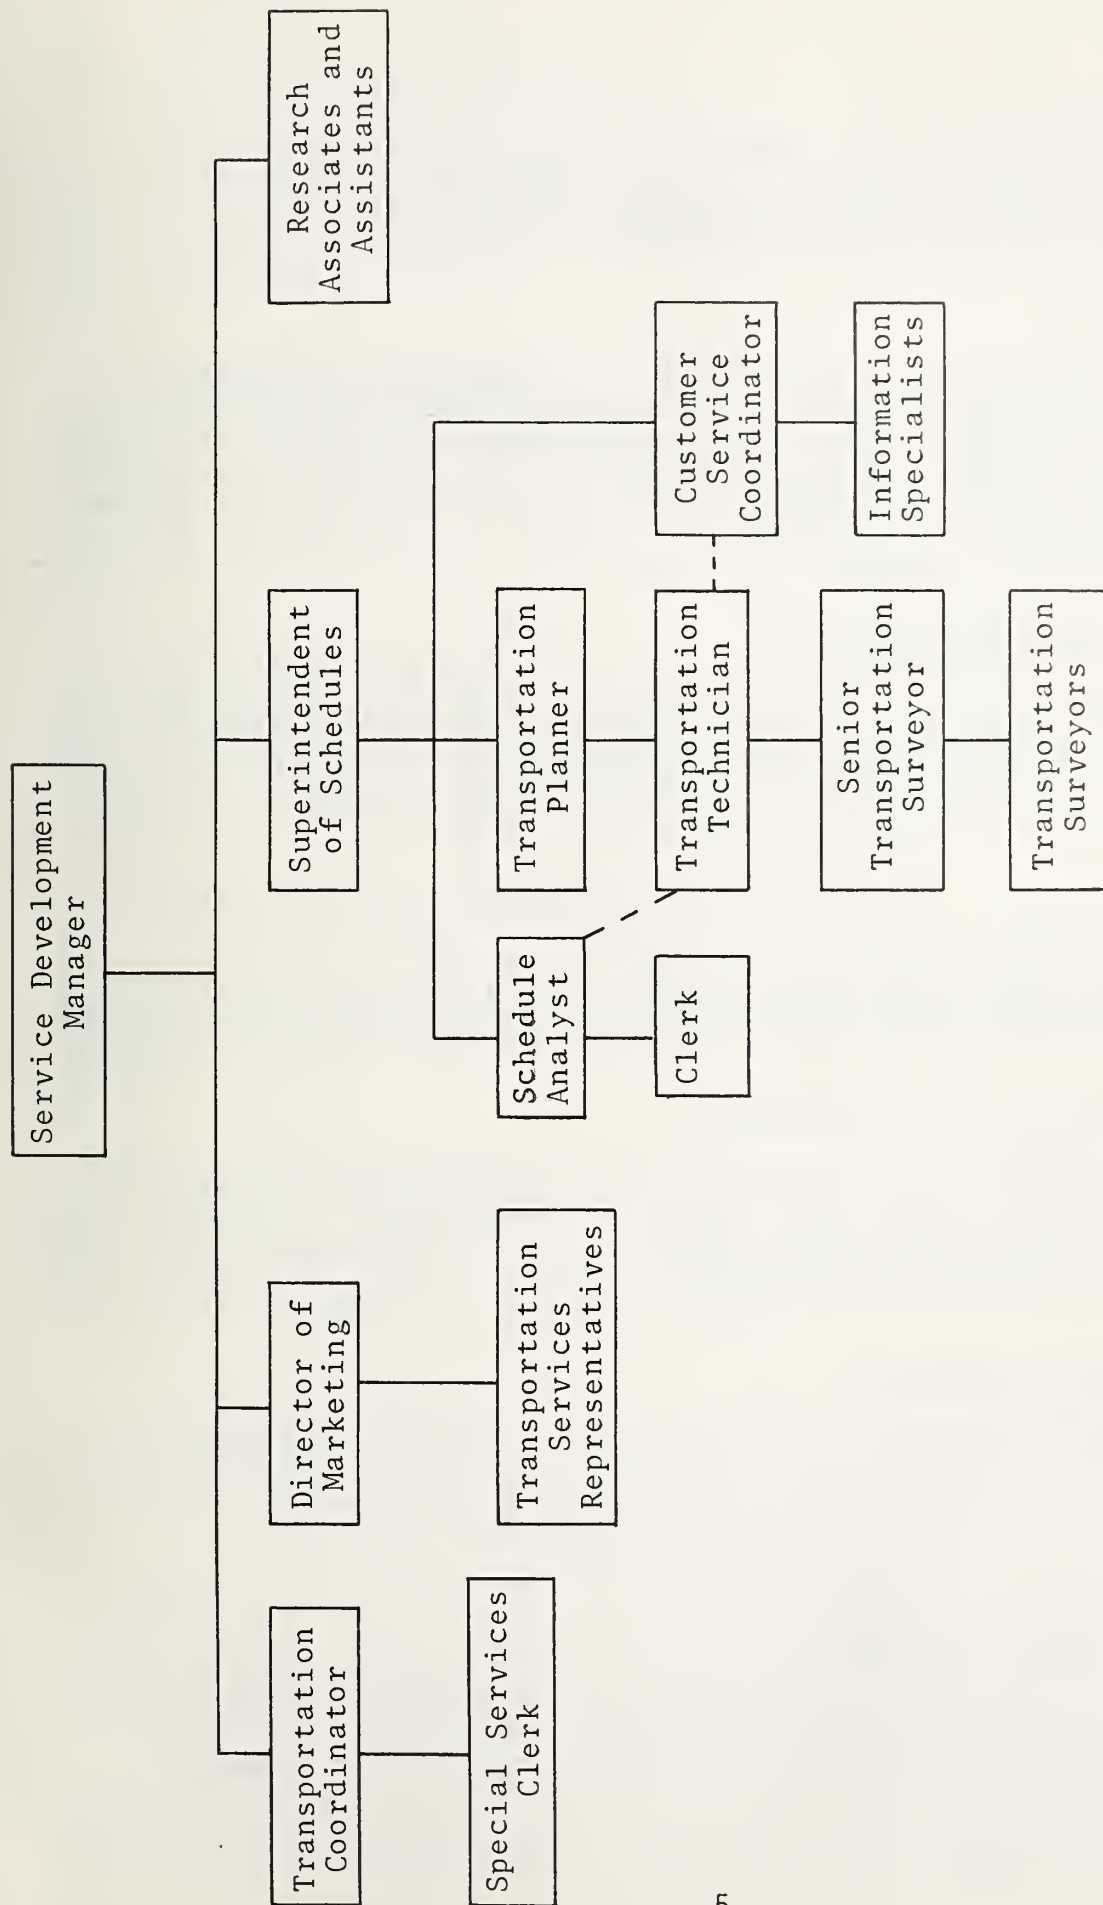 Service Development
Manager
Transportation
Coordinator
Director of
Marketing
Superintendent
of Schedules
Research
Associates and
Assistants
Special Services
Clerk
Transportation
Services
Representatives
Schedule
Analyst
Transportation
Planner
Clerk
Transportation
Technician
Customer
Service
Coordinator
Senior
Transportation
Surveyor
Information
Specialists
Transportation
Surveyors
5